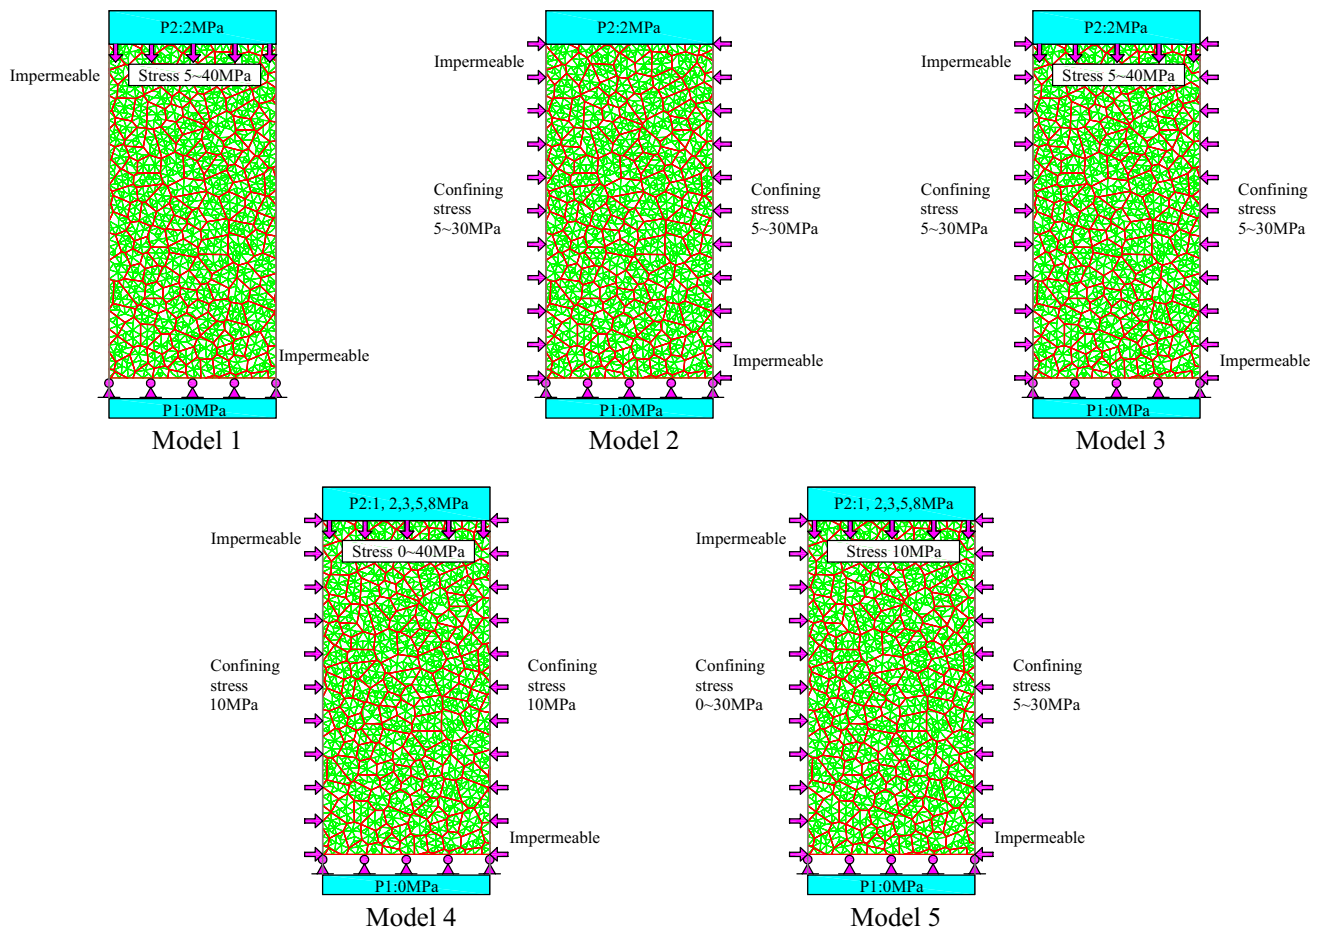 P2:2MPa
Impermeable
Stress 5~40MPa
Impermeable
P1:0MPa
Model 1
P2:2MPa
Impermeable
Confining
stress
5~30MPa
Confining
stress
5~30MPa
Impermeable
P1:0MPa
Model 2
P2:2MPa
Impermeable
Stress 5~40MPa
Confining
stress
5~30MPa
Confining
stress
5~30MPa
Impermeable
P1:0MPa
Model 3
P2:1, 2,3,5,8MPa
Impermeable
Stress 0~40MPa
Confining
stress
10MPa
Confining
stress
10MPa
Impermeable
P1:0MPa
Model 4
P2:1, 2,3,5,8MPa
Impermeable
Stress 10MPa
Confining
stress
0~30MPa
Confining
stress
5~30MPa
Impermeable
P1:0MPa
Model 5